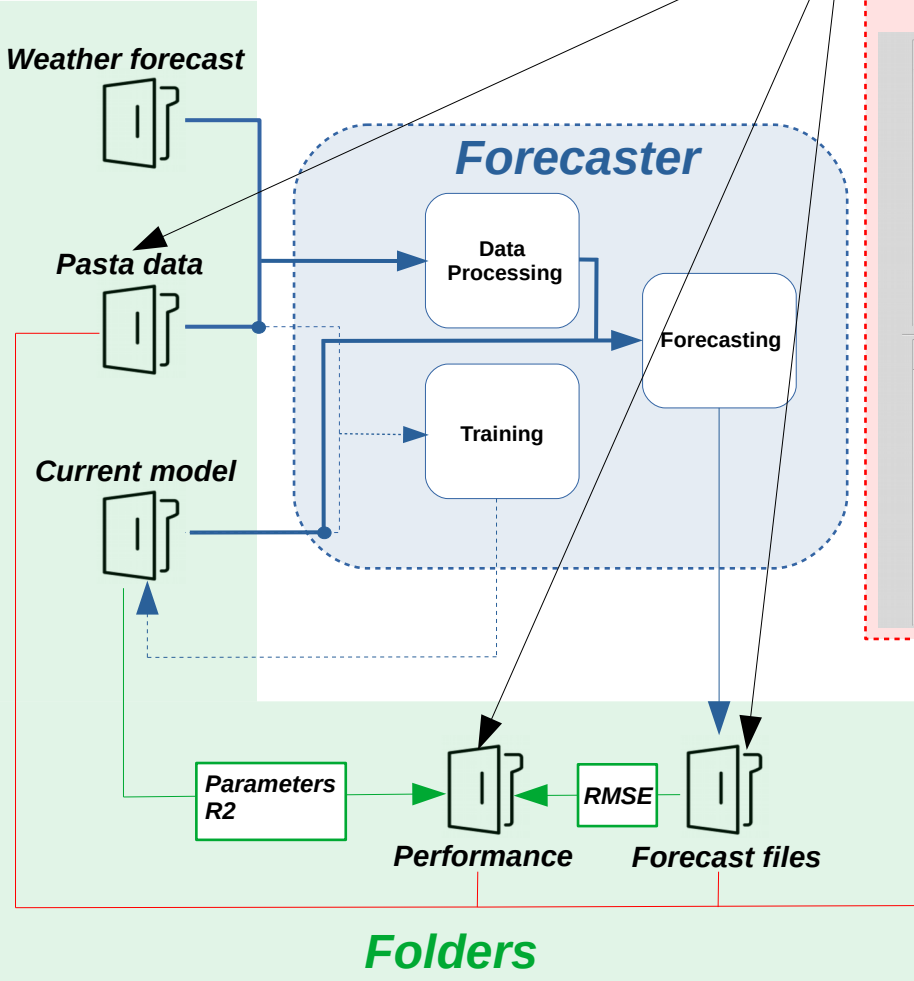 Weather forecast
Forecaster
Data
Processing
Pasta data
Forecasting
Training
Current model
Parameters
R2
RMSE
Performance
Forecast files
Folders